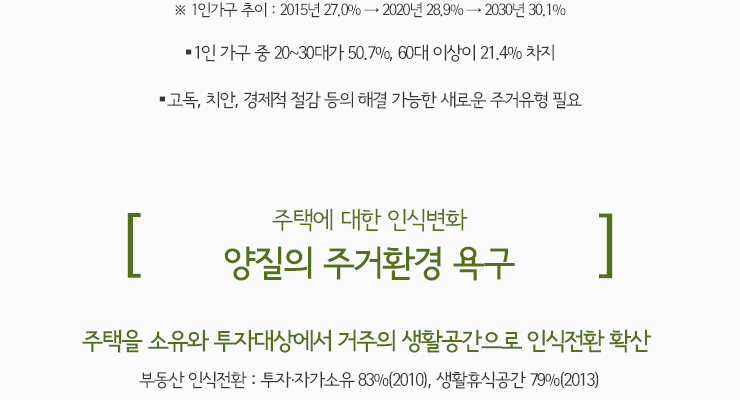 ※ 1인가구 추이 : 2015년 27.0% → 2020년 28.9% → 2030년 30.1%
▪1인 가구 중 20~30대가 50.7%, 60대 이상이 21.4% 차지
▪고독, 치안, 경제적 절감 등의 해결 가능한 새로운 주거유형 필요
[ 주택에 대한 인식변화
양질의 주거환경 욕구 ]
주택을 소유와 투자대상에서 거주의 생활공간으로 인식전환 확산
부동산 인식전환 : 투자·자가소유 83%(2010), 생활휴식공간 79%(2013)